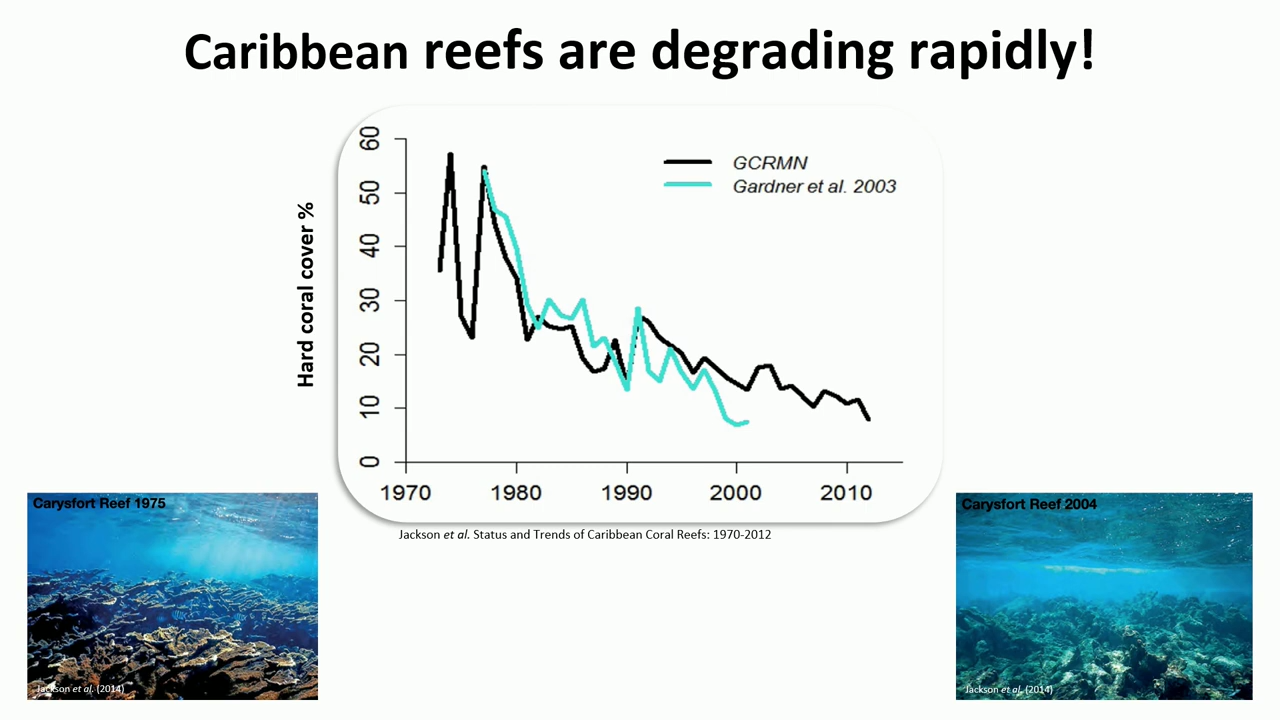 Caribbean reefs are degrading rapidly!
Hard coral cover %
60
50
40
30
20
10
0
GCRMN
Gardner et al. 2003
1970 1980 1990 2000 2010
Jackson et al. Status and Trends of Caribbean Coral Reefs: 1970-2012
Carysfort Reef 1975
Jackson et al. (2014)
Carysfort Reef 2004
Jackson et al. (2014)